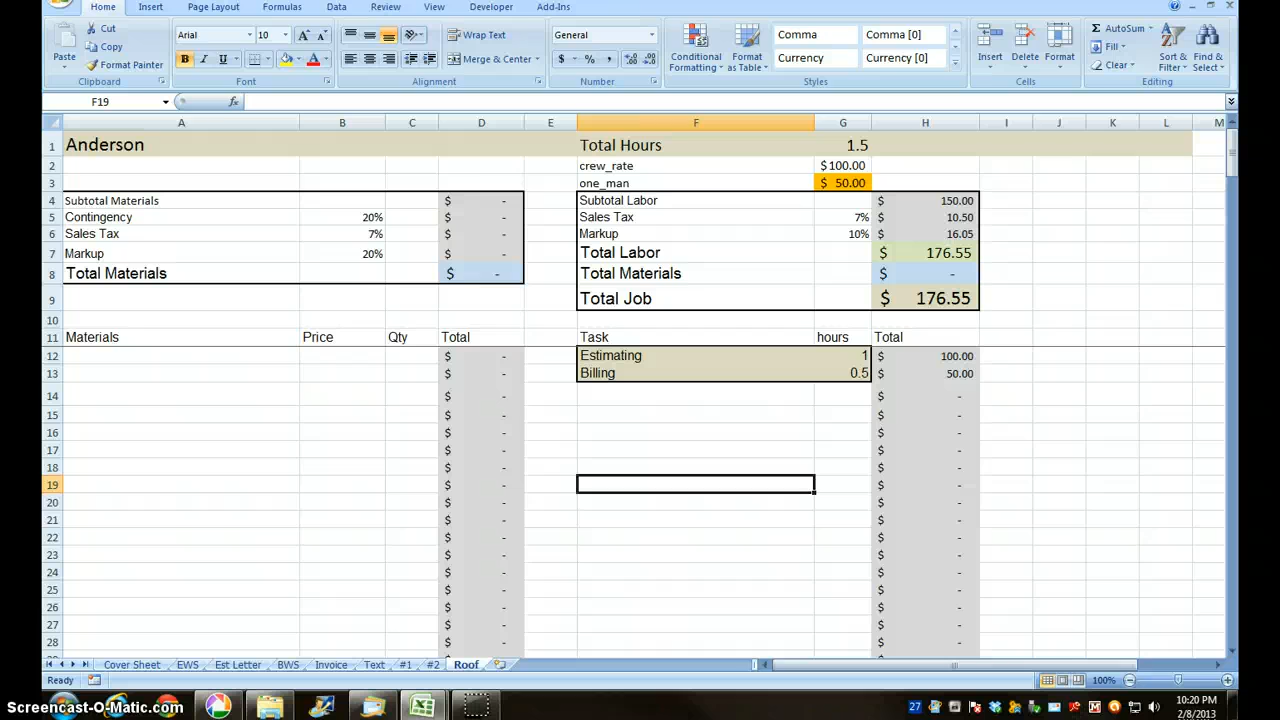 Home Insert Page Layout Formulas Data Review View Developer Add-Ins
Cut
Copy
Paste
Format Painter
Clipboard
Arial 10
B I U
Font
Wrap Text
Merge & Center
Alignment
General
$ % ,
Number
Conditional Formatting
Format as Table
Comma Comma [0]
Currency Currency [0]
Styles
Insert Delete Format
Cells
AutoSum
Fill
Clear
Sort & Filter
Find & Select
Editing
F19 fx
A B C D E F G H I J K L M
1 Anderson Total Hours 1.5
2 crew_rate $100.00
3 one_man $ 50.00
4 Subtotal Materials $ - Subtotal Labor $ 150.00
5 Contingency 20% $ - Sales Tax 7% $ 10.50
6 Sales Tax 7% $ - Markup 10% $ 16.05
7 Markup 20% $ - Total Labor $ 176.55
8 Total Materials $ - Total Materials $ -
9 Total Job $ 176.55
10
11 Materials Price Qty Total Task hours Total
12 $ - Estimating 1 $ 100.00
13 $ - Billing 0.5 $ 50.00
14 $ - $ -
15 $ - $ -
16 $ - $ -
17 $ - $ -
18 $ - $ -
19 $ - $ -
20 $ - $ -
21 $ - $ -
22 $ - $ -
23 $ - $ -
24 $ - $ -
25 $ - $ -
26 $ - $ -
27 $ - $ -
28 $ - $ -
Cover Sheet EWS Est Letter BWS Invoice Text #1 #2 Roof
Ready 100%
Screencast-O-Matic.com
27
10:20 PM
2/8/2013